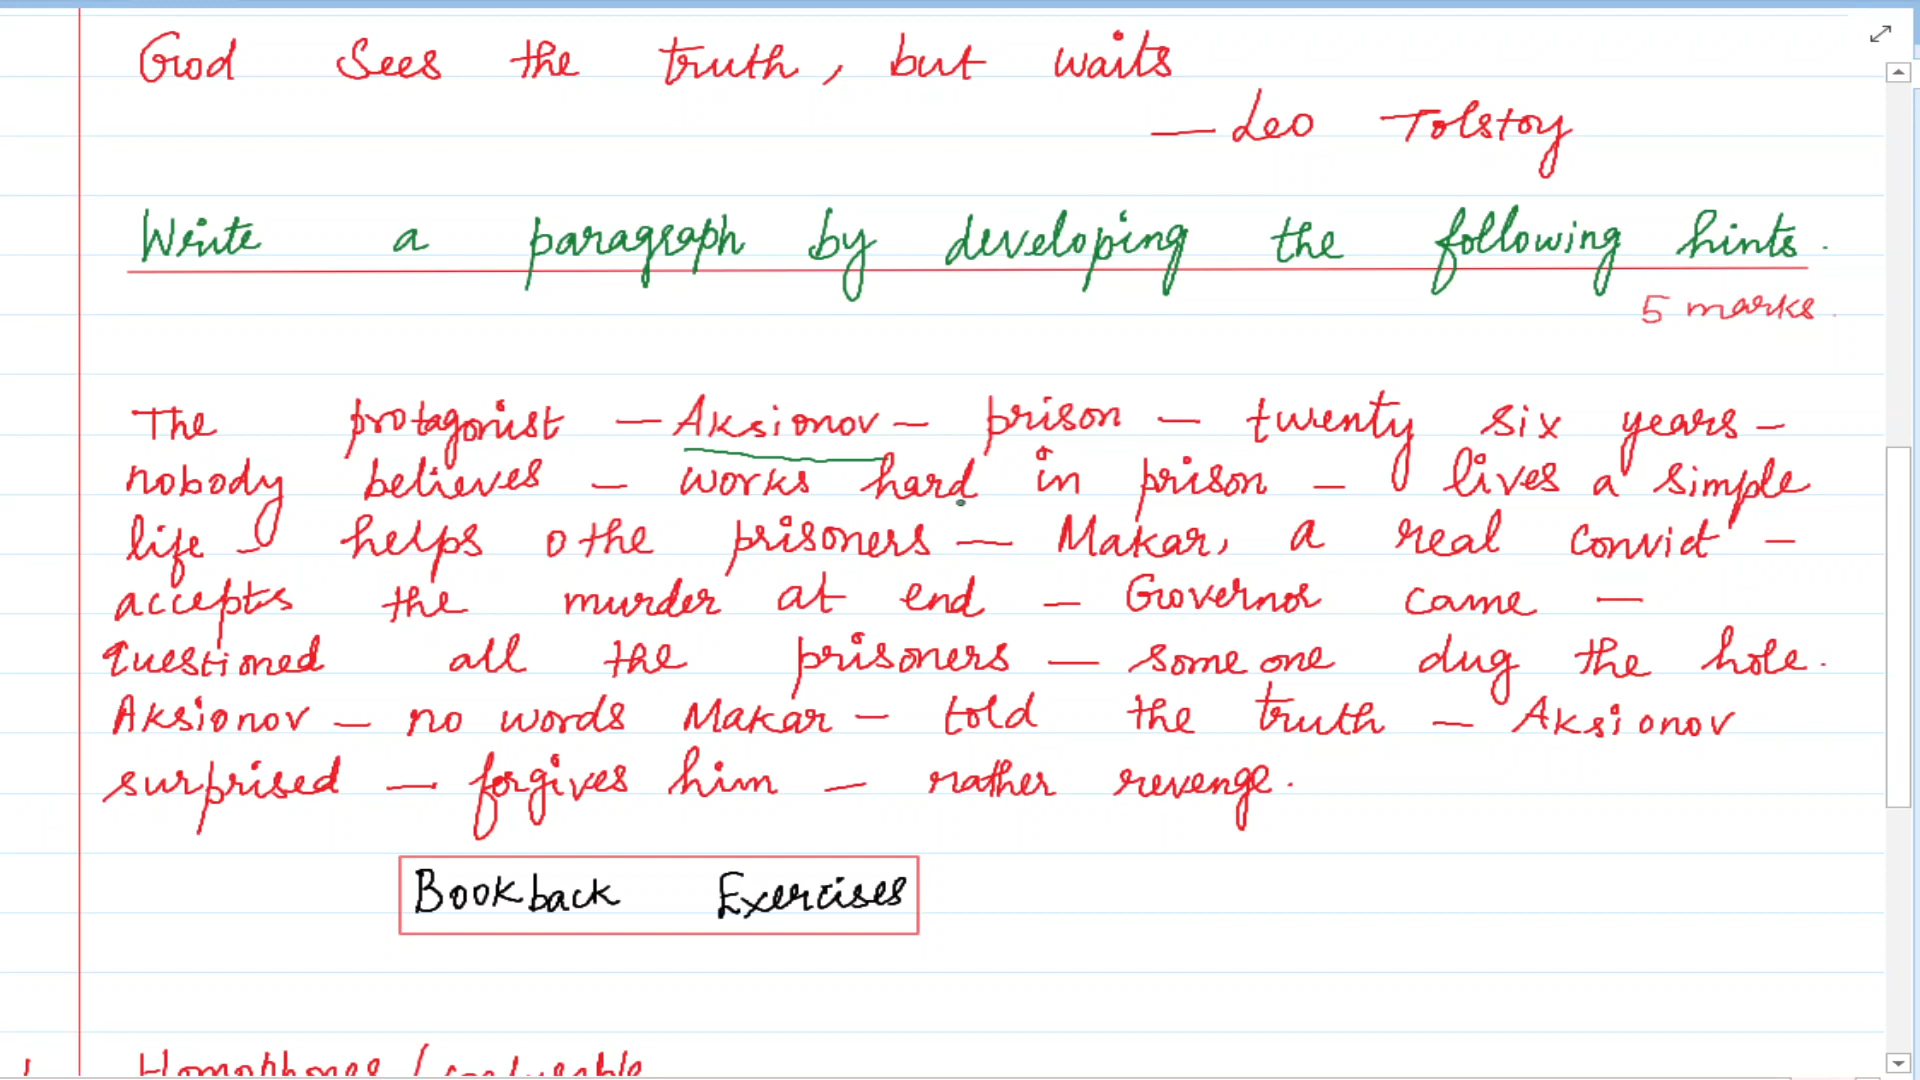 God sees the truth, but waits
— Leo Tolstoy
Write a paragraph by developing the following hints.
5 marks.
The protagonist — Aksionov — prison — twenty six years —
nobody believes — works hard in prison — lives a simple
life — helps othe prisoners — Makar, a real convict —
accepts the murder at end — Governor came —
questioned all the prisoners — some one dug the hole.
Aksionov — no words Makar — told the truth — Aksionov
surprised — forgives him — rather revenge.
Bookback Exercises
1 Homophones /